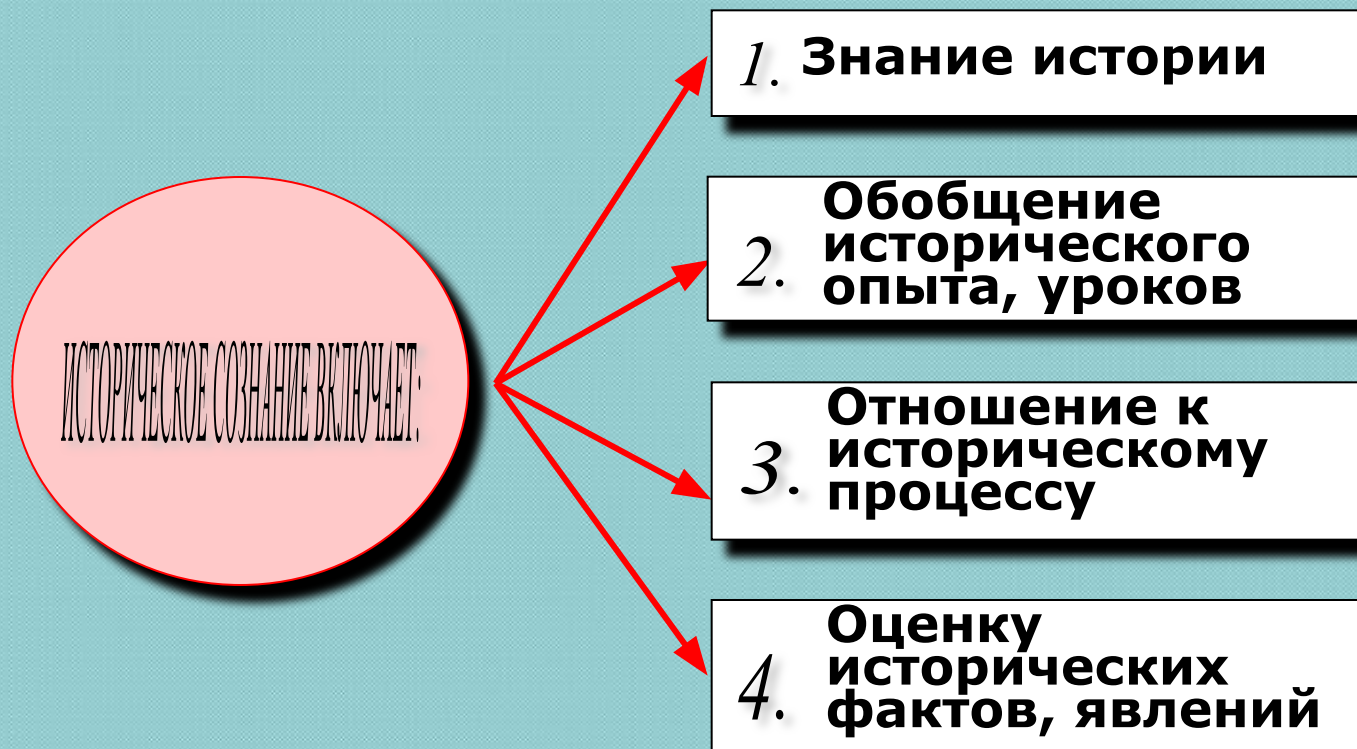 ИСТОРИЧЕСКОЕ СОЗНАНИЕ ВКЛЮЧАЕТ:
1. Знание истории
2. Обобщение
исторического
опыта, уроков
3. Отношение к
историческому
процессу
4. Оценку
исторических
фактов, явлений